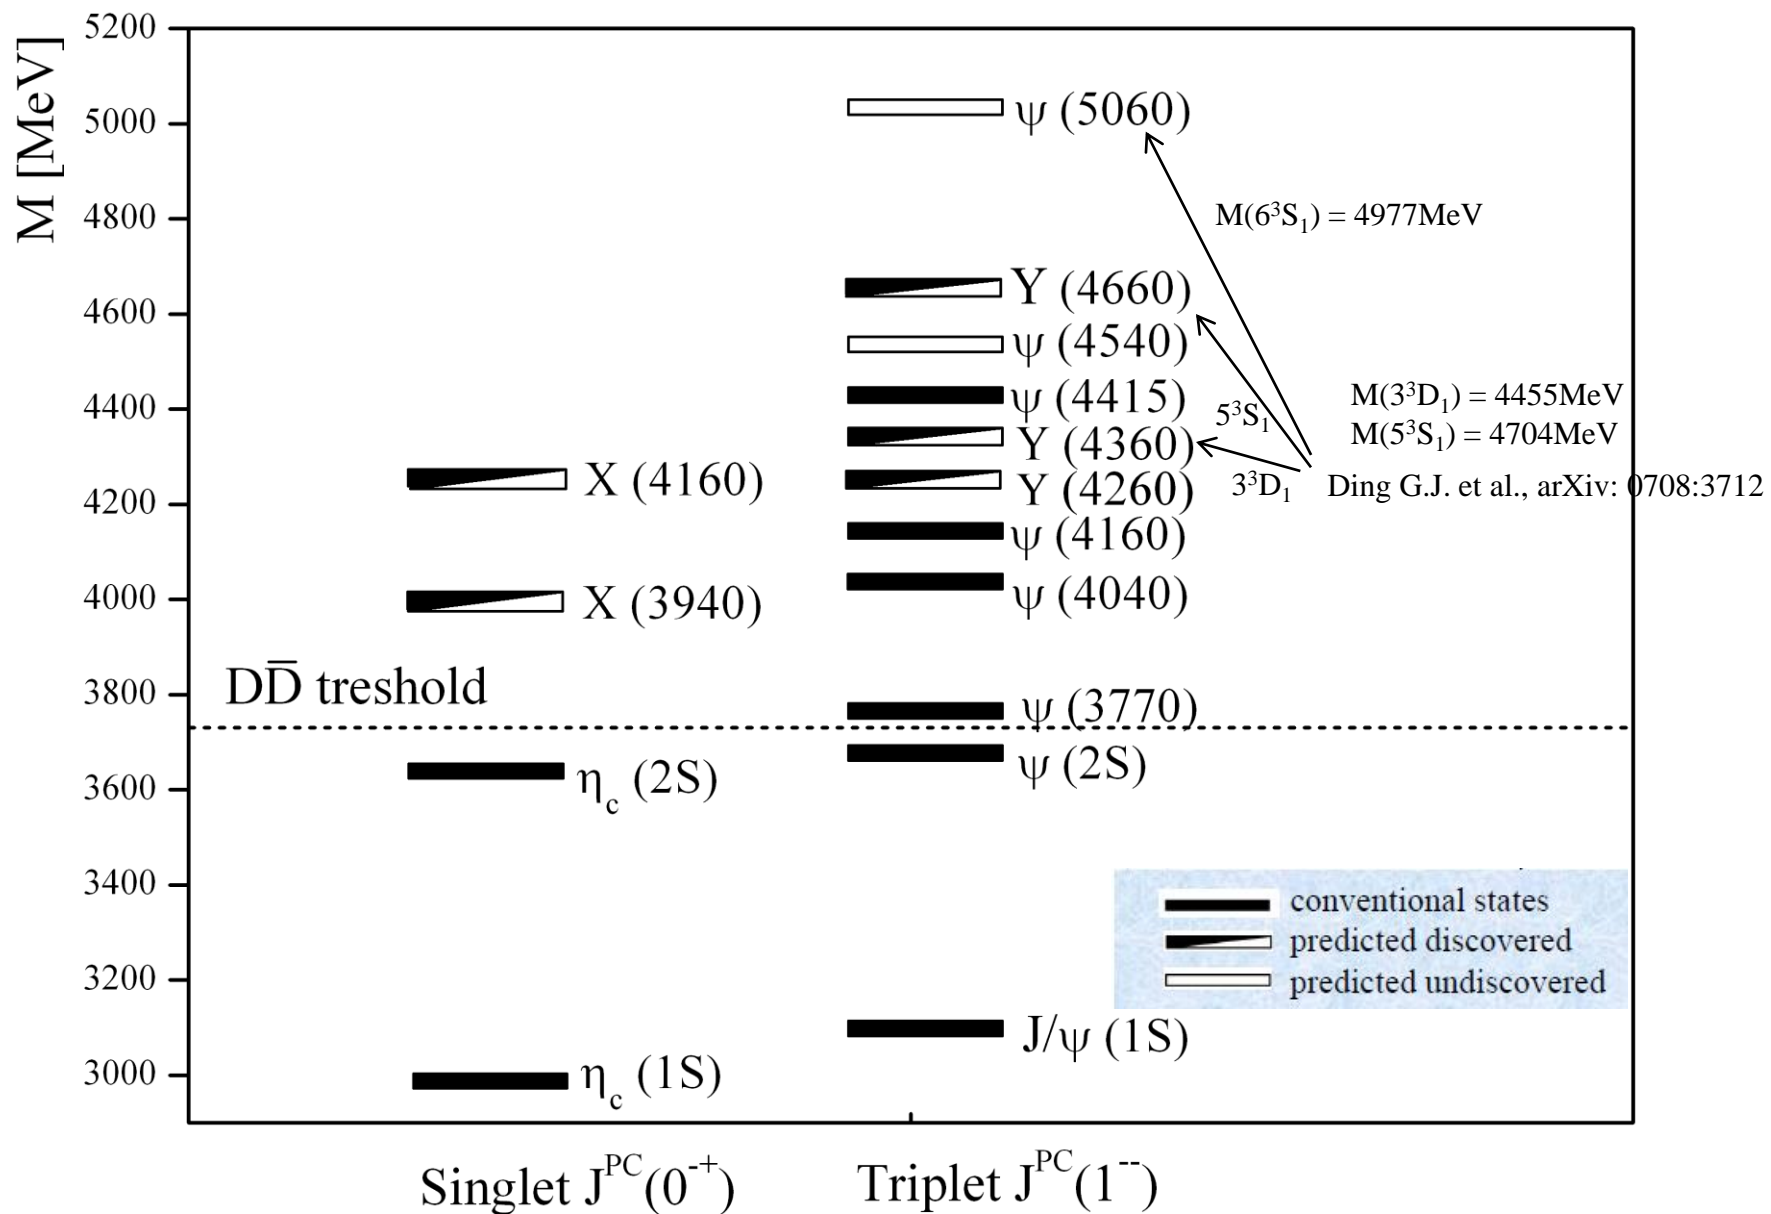 M [MeV]
5200
5000
4800
4600
4400
4200
4000
3800
3600
3400
3200
3000
ψ (5060)
M(6³S₁) = 4977MeV
Y (4660)
ψ (4540)
ψ (4415)
Y (4360)
Y (4260)
ψ (4160)
ψ (4040)
ψ (3770)
ψ (2S)
J/ψ (1S)
5³S₁
3³D₁
M(3³D₁) = 4455MeV
M(5³S₁) = 4704MeV
Ding G.J. et al., arXiv: 0708:3712
X (4160)
X (3940)
DD̅ treshold
η_c (2S)
η_c (1S)
conventional states
predicted discovered
predicted undiscovered
Singlet J^PC(0^-+)
Triplet J^PC(1^--)